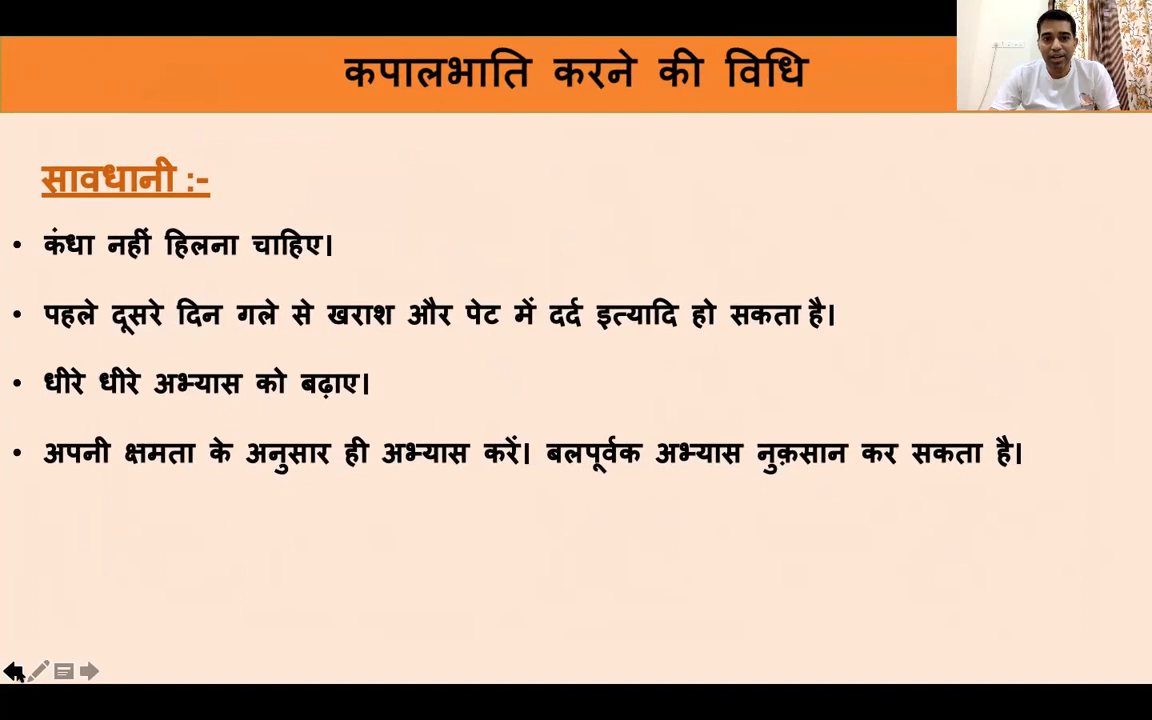 कपालभाति करने की विधि
सावधानी :-
• कंधा नहीं हिलना चाहिए।
• पहले दूसरे दिन गले से खराश और पेट में दर्द इत्यादि हो सकता है।
• धीरे धीरे अभ्यास को बढ़ाए।
• अपनी क्षमता के अनुसार ही अभ्यास करें। बलपूर्वक अभ्यास नुक़सान कर सकता है।